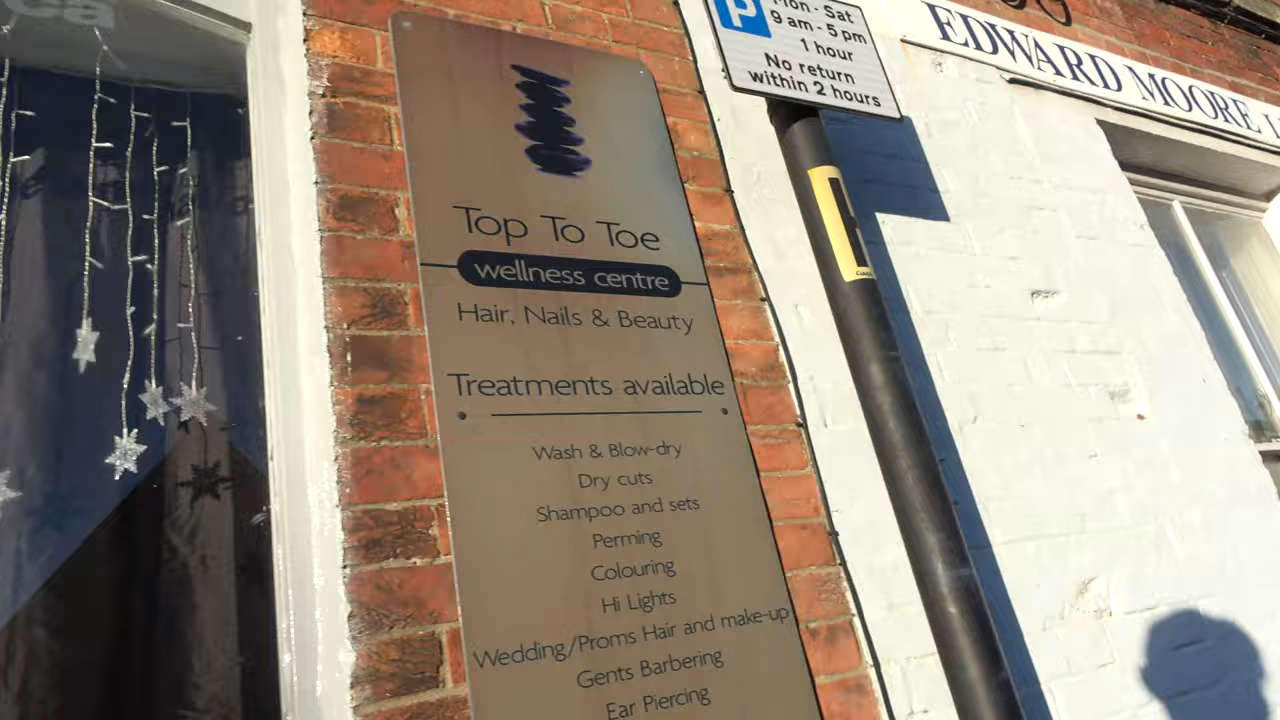 Top To Toe
wellness centre
Hair, Nails & Beauty
Treatments available
Wash & Blow-dry
Dry cuts
Shampoo and sets
Perming
Colouring
Hi Lights
Wedding/Proms Hair and make-up
Gents Barbering
Ear Piercing
P
Mon - Sat
9 am - 5 pm
1 hour
No return
within 2 hours
EDWARD MOORE